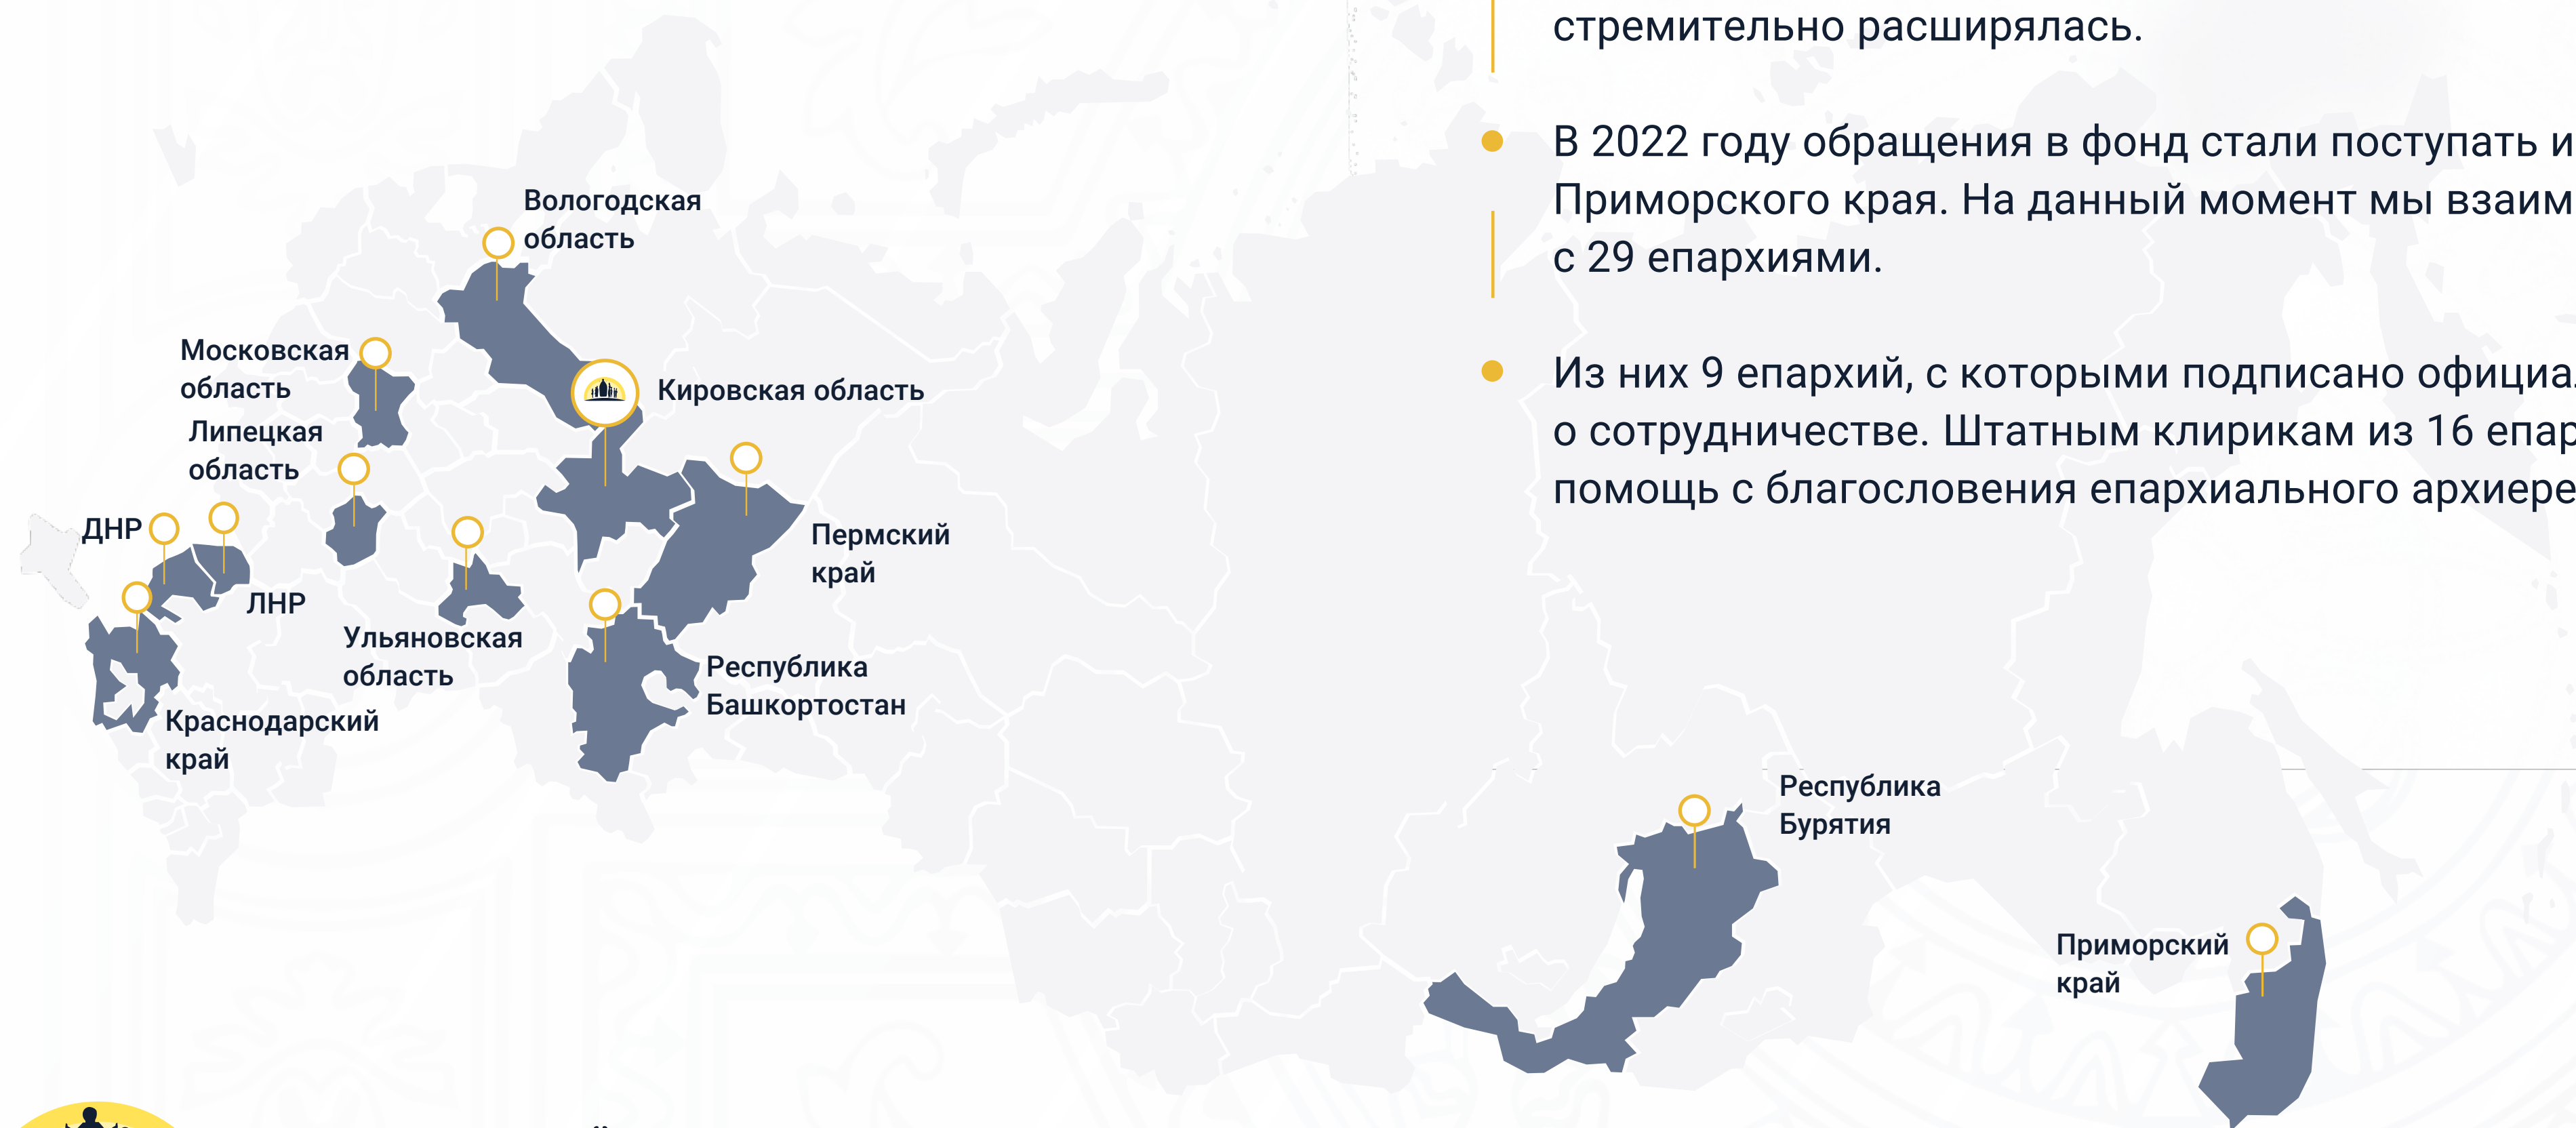 стремительно расширялась.
В 2022 году обращения в фонд стали поступать и
Приморского края. На данный момент мы взаим
с 29 епархиями.
Из них 9 епархий, с которыми подписано официа
о сотрудничестве. Штатным клирикам из 16 епар
помощь с благословения епархиального архиере
Вологодская
область
Московская
область
Кировская область
Липецкая
область
ДНР
Пермский
край
ЛНР
Ульяновская
область
Республика
Башкортостан
Краснодарский
край
Республика
Бурятия
Приморский
край